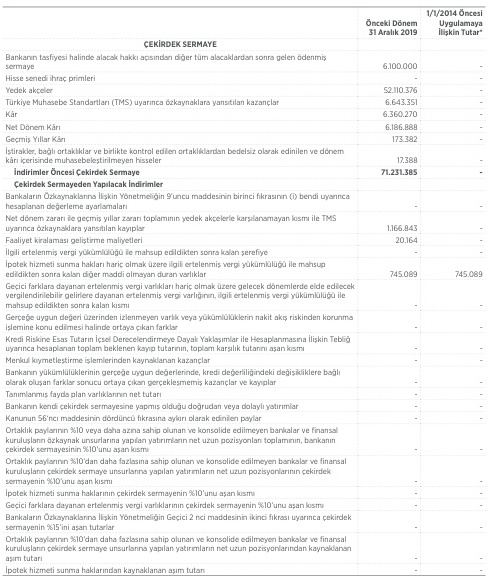 Önceki Dönem
31 Aralık 2019
1/1/2014 Öncesi
Uygulamaya
İlişkin Tutar*
ÇEKİRDEK SERMAYE
Bankanın tasfiyesi halinde alacak hakkı açısından diğer tüm alacaklardan sonra gelen ödenmiş
sermaye 6.100.000 -
Hisse senedi ihraç primleri - -
Yedek akçeler 52.110.376 -
Türkiye Muhasebe Standartları (TMS) uyarınca özkaynaklara yansıtılan kazançlar 6.643.351 -
Kâr 6.360.270 -
Net Dönem Kârı 6.186.888 -
Geçmiş Yıllar Kârı 173.382 -
İştirakler, bağlı ortaklıklar ve birlikte kontrol edilen ortaklıklardan bedelsiz olarak edinilen ve dönem
kârı içerisinde muhasebeleştirilmeyen hisseler 17.388 -
İndirimler Öncesi Çekirdek Sermaye 71.231.385 -
Çekirdek Sermayeden Yapılacak İndirimler
Bankaların Özkaynaklarına İlişkin Yönetmeliğin 9'uncu maddesinin birinci fıkrasının (i) bendi uyarınca
hesaplanan değerleme ayarlamaları - -
Net dönem zararı ile geçmiş yıllar zararı toplamının yedek akçelerle karşılanamayan kısmı ile TMS
uyarınca özkaynaklara yansıtılan kayıplar 1.166.843 -
Faaliyet kiralaması geliştirme maliyetleri 20.164 -
İlgili ertelenmiş vergi yükümlülüğü ile mahsup edildikten sonra kalan şerefiye - -
İpotek hizmeti sunma hakları hariç olmak üzere ilgili ertelenmiş vergi yükümlülüğü ile mahsup
edildikten sonra kalan diğer maddi olmayan duran varlıklar 745.089 745.089
Geçici farklara dayanan ertelenmiş vergi varlıkları hariç olmak üzere gelecek dönemlerde elde edilecek
vergilendirilebilir gelirlere dayanan ertelenmiş vergi varlığının, ilgili ertelenmiş vergi yükümlülüğü ile
mahsup edildikten sonra kalan kısmı - -
Gerçeğe uygun değeri üzerinden izlenmeyen varlık veya yükümlülüklerin nakit akış riskinden korunma
işlemine konu edilmesi halinde ortaya çıkan farklar - -
Kredi Riskine Esas Tutarın İçsel Derecelendirmeye Dayalı Yaklaşımlar ile Hesaplanmasına İlişkin Tebliğ
uyarınca hesaplanan toplam beklenen kayıp tutarının, toplam karşılık tutarını aşan kısmı - -
Menkul kıymetleştirme işlemlerinden kaynaklanan kazançlar - -
Bankanın yükümlülüklerinin gerçeğe uygun değerlerinde, kredi değerliliğindeki değişikliklere bağlı
olarak oluşan farklar sonucu ortaya çıkan gerçekleşmemiş kazançlar ve kayıplar - -
Tanımlanmış fayda plan varlıklarının net tutarı - -
Bankanın kendi çekirdek sermayesine yapmış olduğu doğrudan veya dolaylı yatırımlar - -
Kanunun 56'ncı maddesinin dördüncü fıkrasına aykırı olarak edinilen paylar - -
Ortaklık paylarının %10 veya daha azına sahip olunan ve konsolide edilmeyen bankalar ve finansal
kuruluşların özkaynak unsurlarına yapılan yatırımların net uzun pozisyonları toplamının, bankanın
çekirdek sermayesinin %10'unu aşan kısmı - -
Ortaklık paylarının %10'dan daha fazlasına sahip olunan ve konsolide edilmeyen bankalar ve finansal
kuruluşların çekirdek sermaye unsurlarına yapılan yatırımların net uzun pozisyonlarının çekirdek
sermayenin %10'unu aşan kısmı - -
İpotek hizmeti sunma haklarının çekirdek sermayenin %10'unu aşan kısmı - -
Geçici farklara dayanan ertelenmiş vergi varlıklarının çekirdek sermayenin %10'unu aşan kısmı - -
Bankaların Özkaynaklarına İlişkin Yönetmeliğin Geçici 2 nci maddesinin ikinci fıkrası uyarınca çekirdek
sermayenin %15'ini aşan tutarlar - -
Ortaklık paylarının %10'dan daha fazlasına sahip olunan ve konsolide edilmeyen bankalar ve finansal
kuruluşların çekirdek sermaye unsurlarına yapılan yatırımların net uzun pozisyonlarından kaynaklanan
aşım tutarı - -
İpotek hizmeti sunma haklarından kaynaklanan aşım tutarı - -